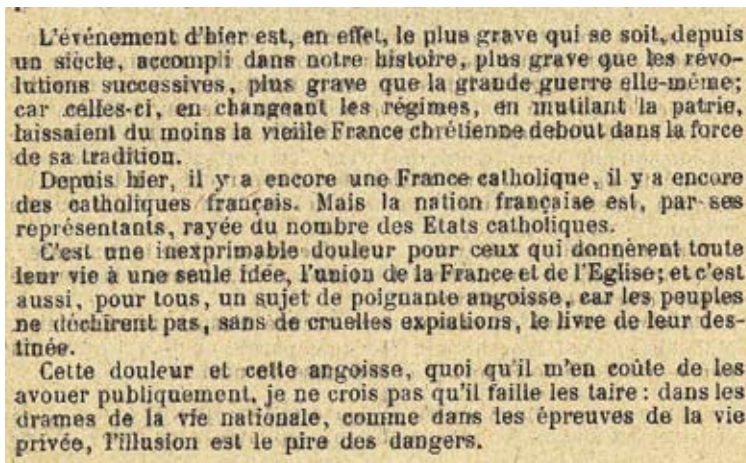 L'événement d'hier est, en effet, le plus grave qui se soit, depuis
un siècle, accompli dans notre histoire, plus grave que les révo-
lutions successives, plus grave que la grande guerre elle-même;
car celles-ci, en changeant les régimes, en mutilant la patrie,
laissaient du moins la vieille France chrétienne debout dans la force
de sa tradition.
Depuis hier, il y a encore une France catholique, il y a encore
des catholiques français. Mais la nation française est, par ses
représentants, rayée du nombre des Etats catholiques.
C'est une inexprimable douleur pour ceux qui donnèrent toute
leur vie à une seule idée, l'union de la France et de l'Eglise; et c'est
aussi, pour tous, un sujet de poignante angoisse, car les peuples
ne déchirent pas, sans de cruelles expiations, le livre de leur des-
tinée.
Cette douleur et cette angoisse, quoi qu'il m'en coûte de les
avouer publiquement, je ne crois pas qu'il faille les taire : dans les
drames de la vie nationale, comme dans les épreuves de la vie
privée, l'illusion est le pire des dangers.